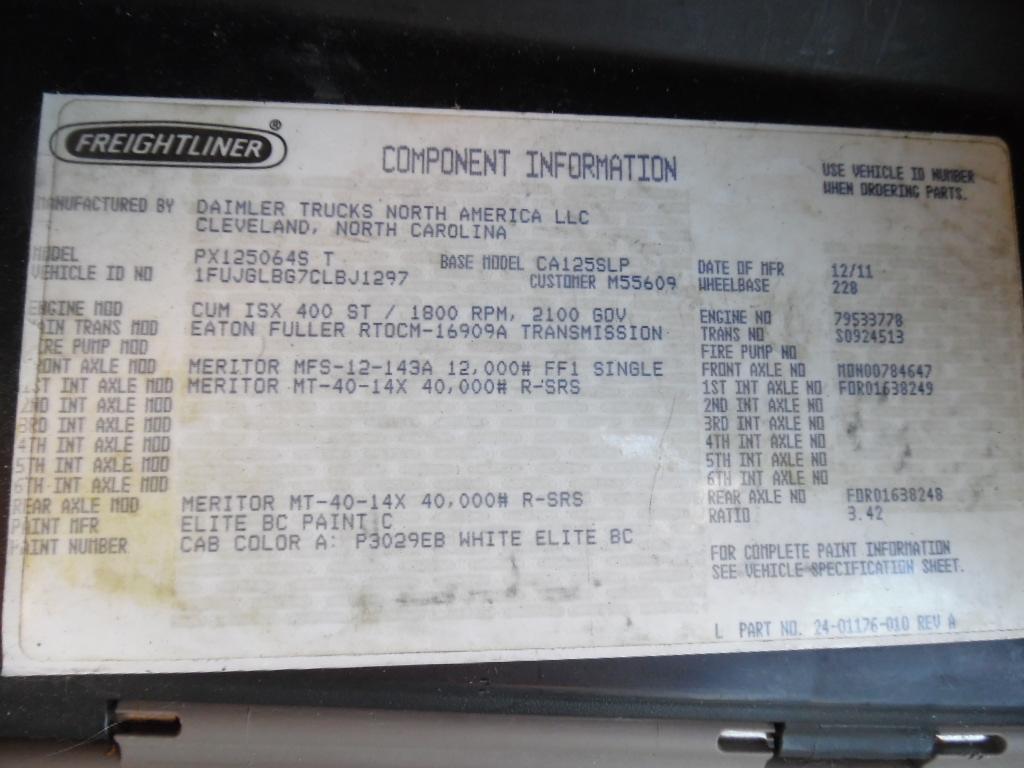 FREIGHTLINER®
COMPONENT INFORMATION
USE VEHICLE ID NUMBER
WHEN ORDERING PARTS.
MANUFACTURED BY DAIMLER TRUCKS NORTH AMERICA LLC
CLEVELAND, NORTH CAROLINA
MODEL PX125064S T BASE MODEL CA125SLP DATE OF MFR 12/11
VEHICLE ID NO 1FUJGLBG7CLBJ1297 CUSTOMER M55609 WHEELBASE 228
ENGINE MOD CUM ISX 400 ST / 1800 RPM, 2100 GOV ENGINE NO 79533778
MAIN TRANS MOD EATON FULLER RTOCM-16909A TRANSMISSION TRANS NO S0924513
FIRE PUMP MOD FIRE PUMP NO
FRONT AXLE MOD MERITOR MFS-12-143A 12,000# FF1 SINGLE FRONT AXLE NO MON00784647
1ST INT AXLE MOD MERITOR MT-40-14X 40,000# R-SRS 1ST INT AXLE NO FOR01638249
2ND INT AXLE MOD 2ND INT AXLE NO
3RD INT AXLE MOD 3RD INT AXLE NO
4TH INT AXLE MOD 4TH INT AXLE NO
5TH INT AXLE MOD 5TH INT AXLE NO
6TH INT AXLE MOD 6TH INT AXLE NO
REAR AXLE MOD MERITOR MT-40-14X 40,000# R-SRS REAR AXLE NO FOR01638248
PAINT MFR ELITE BC PAINT C RATIO 3.42
PAINT NUMBER CAB COLOR A: P3029EB WHITE ELITE BC
FOR COMPLETE PAINT INFORMATION
SEE VEHICLE SPECIFICATION SHEET.
L PART NO. 24-01176-010 REV A